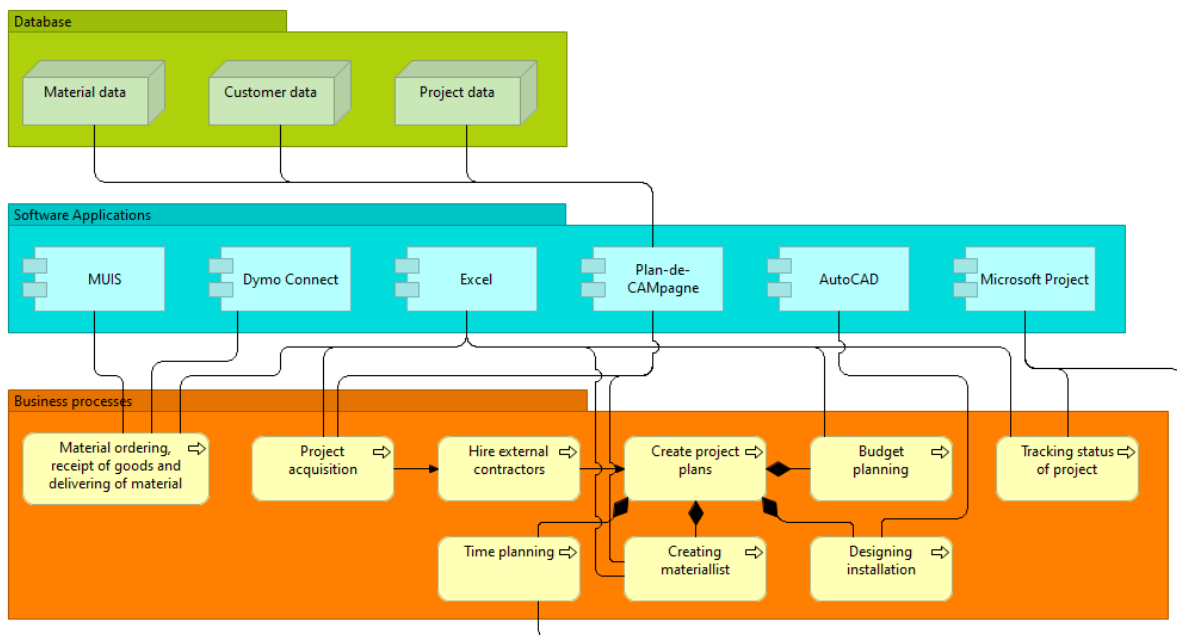 Database
Material data
Customer data
Project data
Software Applications
MUIS
Dymo Connect
Excel
Plan-de-
CAMpagne
AutoCAD
Microsoft Project
Business processes
Material ordering,
receipt of goods and
delivering of material
Project
acquisition
Hire external
contractors
Create project
plans
Budget
planning
Tracking status
of project
Time planning
Creating
materiallist
Designing
installation